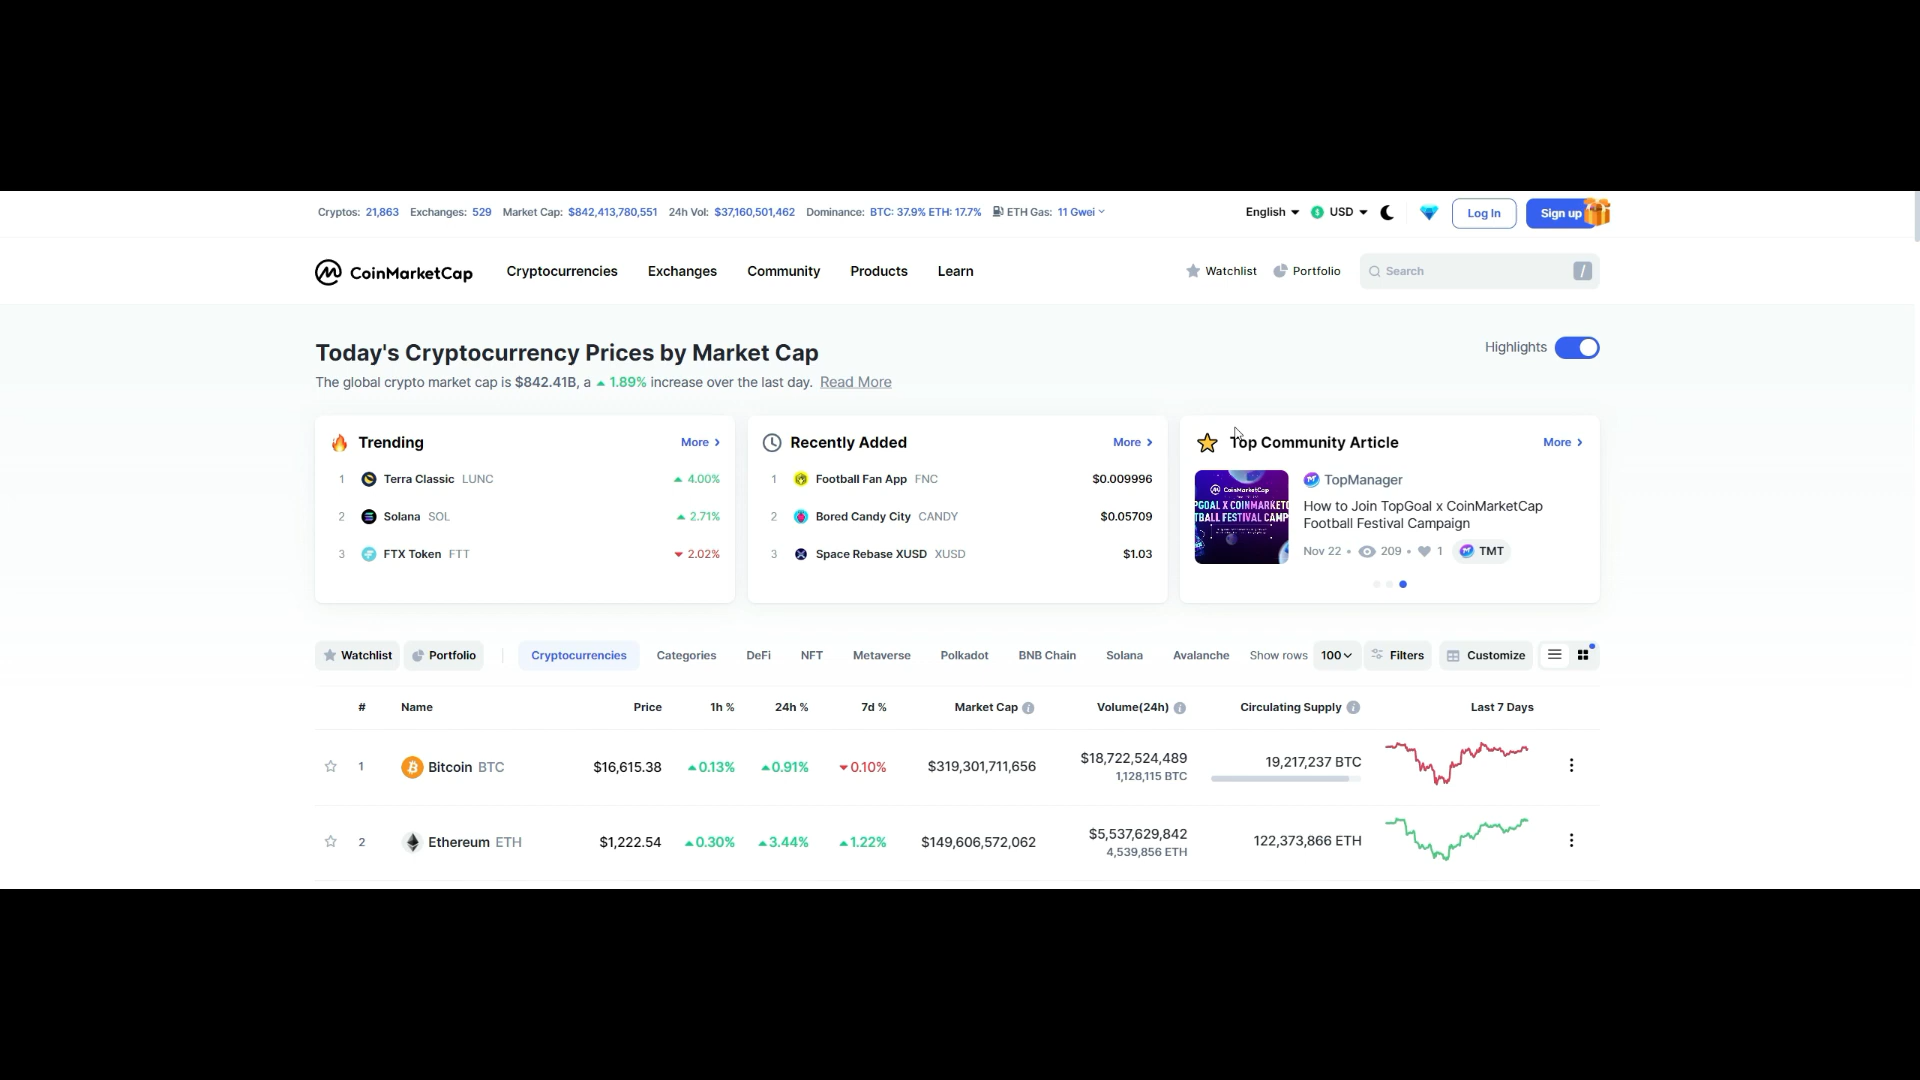 Cryptos: 21,863 Exchanges: 529 Market Cap: $842,413,780,551 24h Vol: $37,160,501,462 Dominance: BTC: 37.9% ETH: 17.7% ETH Gas: 11 Gwei English USD Log In Sign up
CoinMarketCap Cryptocurrencies Exchanges Community Products Learn Watchlist Portfolio Search /
Today's Cryptocurrency Prices by Market Cap Highlights
The global crypto market cap is $842.41B, a 1.89% increase over the last day. Read More
Trending More
1 Terra Classic LUNC 4.00%
2 Solana SOL 2.71%
3 FTX Token FTT 2.02%
Recently Added More
1 Football Fan App FNC $0.009996
2 Bored Candy City CANDY $0.05709
3 Space Rebase XUSD XUSD $1.03
Top Community Article More
CoinMarketCap
TopManager
How to Join TopGoal x CoinMarketCap
Football Festival Campaign
Nov 22 • 209 • 1 TMT
Watchlist Portfolio Cryptocurrencies Categories DeFi NFT Metaverse Polkadot BNB Chain Solana Avalanche Show rows 100 Filters Customize
# Name Price 1h % 24h % 7d % Market Cap Volume(24h) Circulating Supply Last 7 Days
1 Bitcoin BTC $16,615.38 0.13% 0.91% 0.10% $319,301,711,656 $18,722,524,489 19,217,237 BTC
1,128,115 BTC
2 Ethereum ETH $1,222.54 0.30% 3.44% 1.22% $149,606,572,062 $5,537,629,842 122,373,866 ETH
4,539,856 ETH